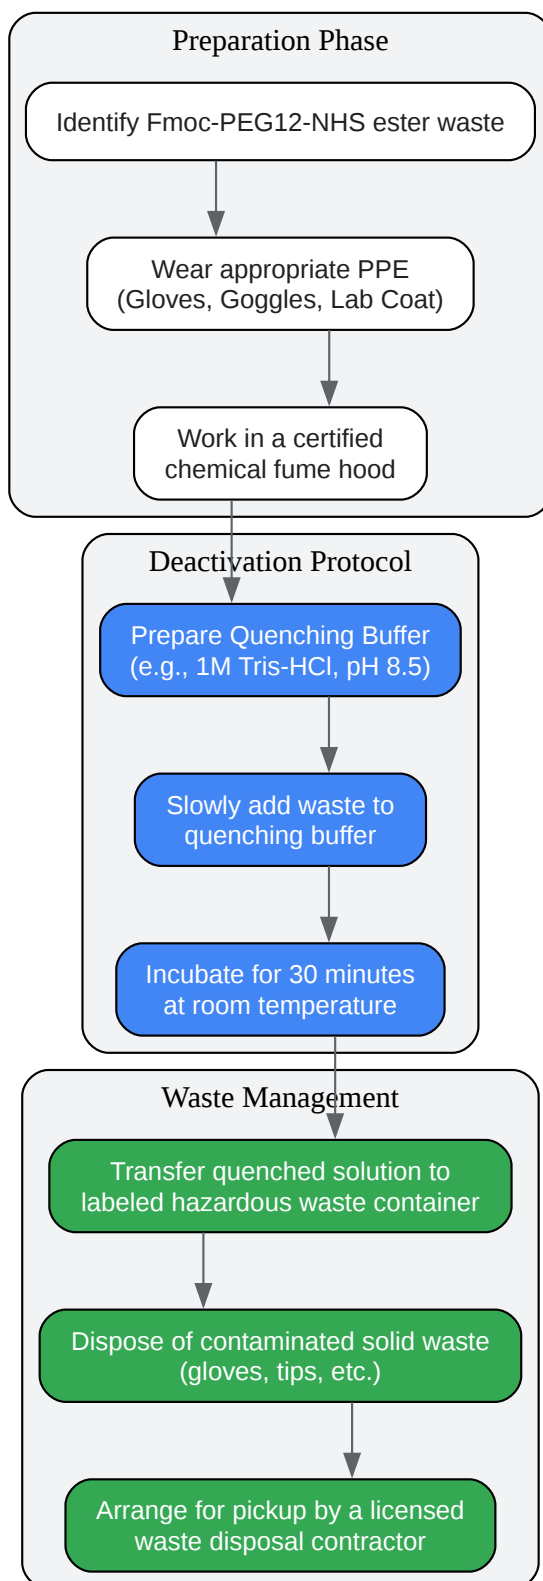 Preparation Phase
Identify Fmoc-PEG12-NHS ester waste
Wear appropriate PPE
(Gloves, Goggles, Lab Coat)
Work in a certified
chemical fume hood
Deactivation Protocol
Prepare Quenching Buffer
(e.g., 1M Tris-HCl, pH 8.5)
Slowly add waste to
quenching buffer
Incubate for 30 minutes
at room temperature
Waste Management
Transfer quenched solution to
labeled hazardous waste container
Dispose of contaminated solid waste
(gloves, tips, etc.)
Arrange for pickup by a licensed
waste disposal contractor